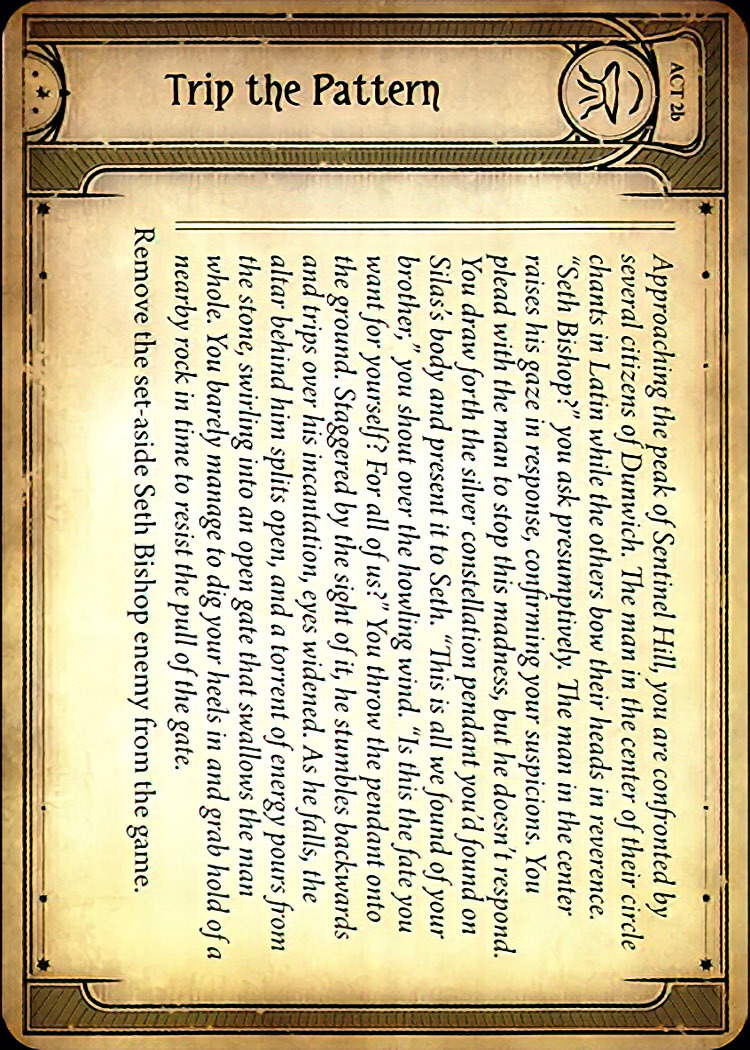 ACT 2b
Trip the Pattern
Approaching the peak of Sentinel Hill, you are confronted by
several citizens of Dunwich. The man in the center of their circle
chants in Latin while the others bow their heads in reverence.
“Seth Bishop?” you ask presumptively. The man in the center
raises his gaze in response, confirming your suspicions. You
plead with the man to stop this madness, but he doesn’t respond.
You draw forth the silver constellation pendant you’d found on
Silas’s body and present it to Seth. “This is all we found of your
brother,” you shout over the howling wind. “Is this the fate you
want for yourself? For all of us?” You throw the pendant onto
the ground. Staggered by the sight of it, he stumbles backwards
and trips over his incantation, eyes widened. As he falls, the
altar behind him splits open, and a torrent of energy pours from
the stone, swirling into an open gate that swallows the man
whole. You barely manage to dig your heels in and grab hold of a
nearby rock in time to resist the pull of the gate.
Remove the set-aside Seth Bishop enemy from the game.